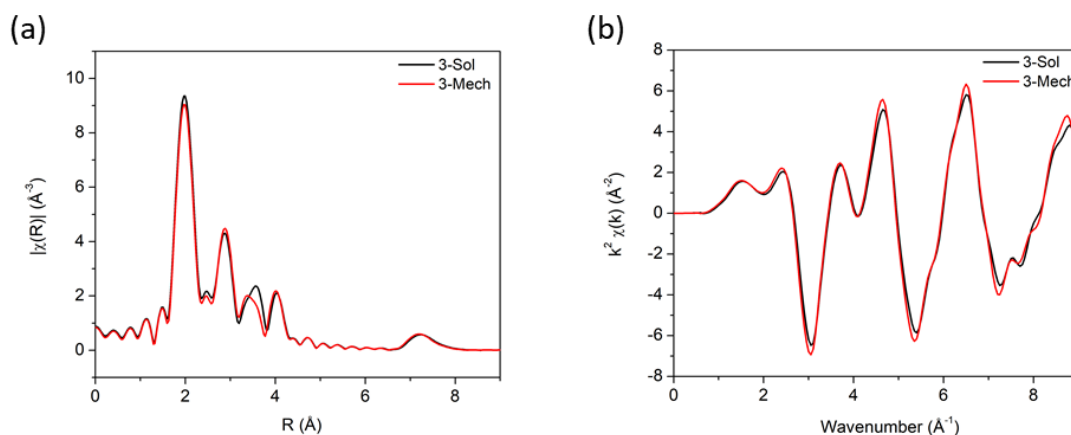 (a)
3-Sol
3-Mech
10
8
6
4
2
0
|χ(R)| (Å⁻³)
0 2 4 6 8
R (Å)
(b)
3-Sol
3-Mech
8
6
4
2
0
-2
-4
-6
-8
k² χ(k) (Å⁻²)
0 2 4 6 8
Wavenumber (Å⁻¹)